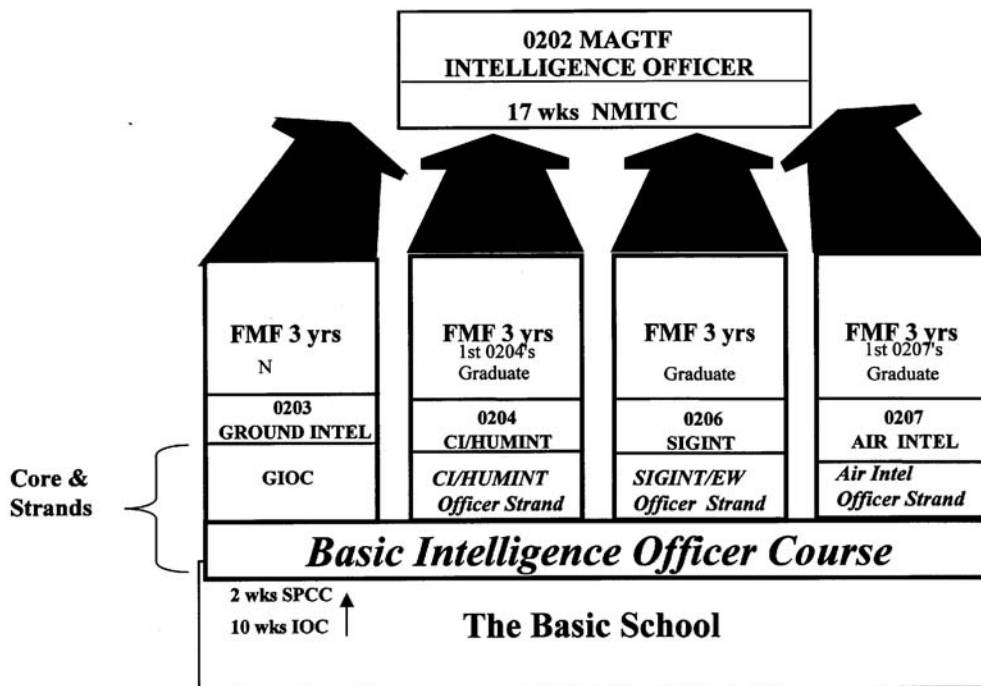 0202 MAGTF
INTELLIGENCE OFFICER
17 wks NMITC
FMF 3 yrs
N
0203
GROUND INTEL
GIOC
FMF 3 yrs
1st 0204's
Graduate
0204
CI/HUMINT
CI/HUMINT
Officer Strand
FMF 3 yrs
Graduate
0206
SIGINT
SIGINT/EW
Officer Strand
FMF 3 yrs
1st 0207's
Graduate
0207
AIR INTEL
Air Intel
Officer Strand
Core &
Strands
Basic Intelligence Officer Course
2 wks SPCC
10 wks IOC
The Basic School